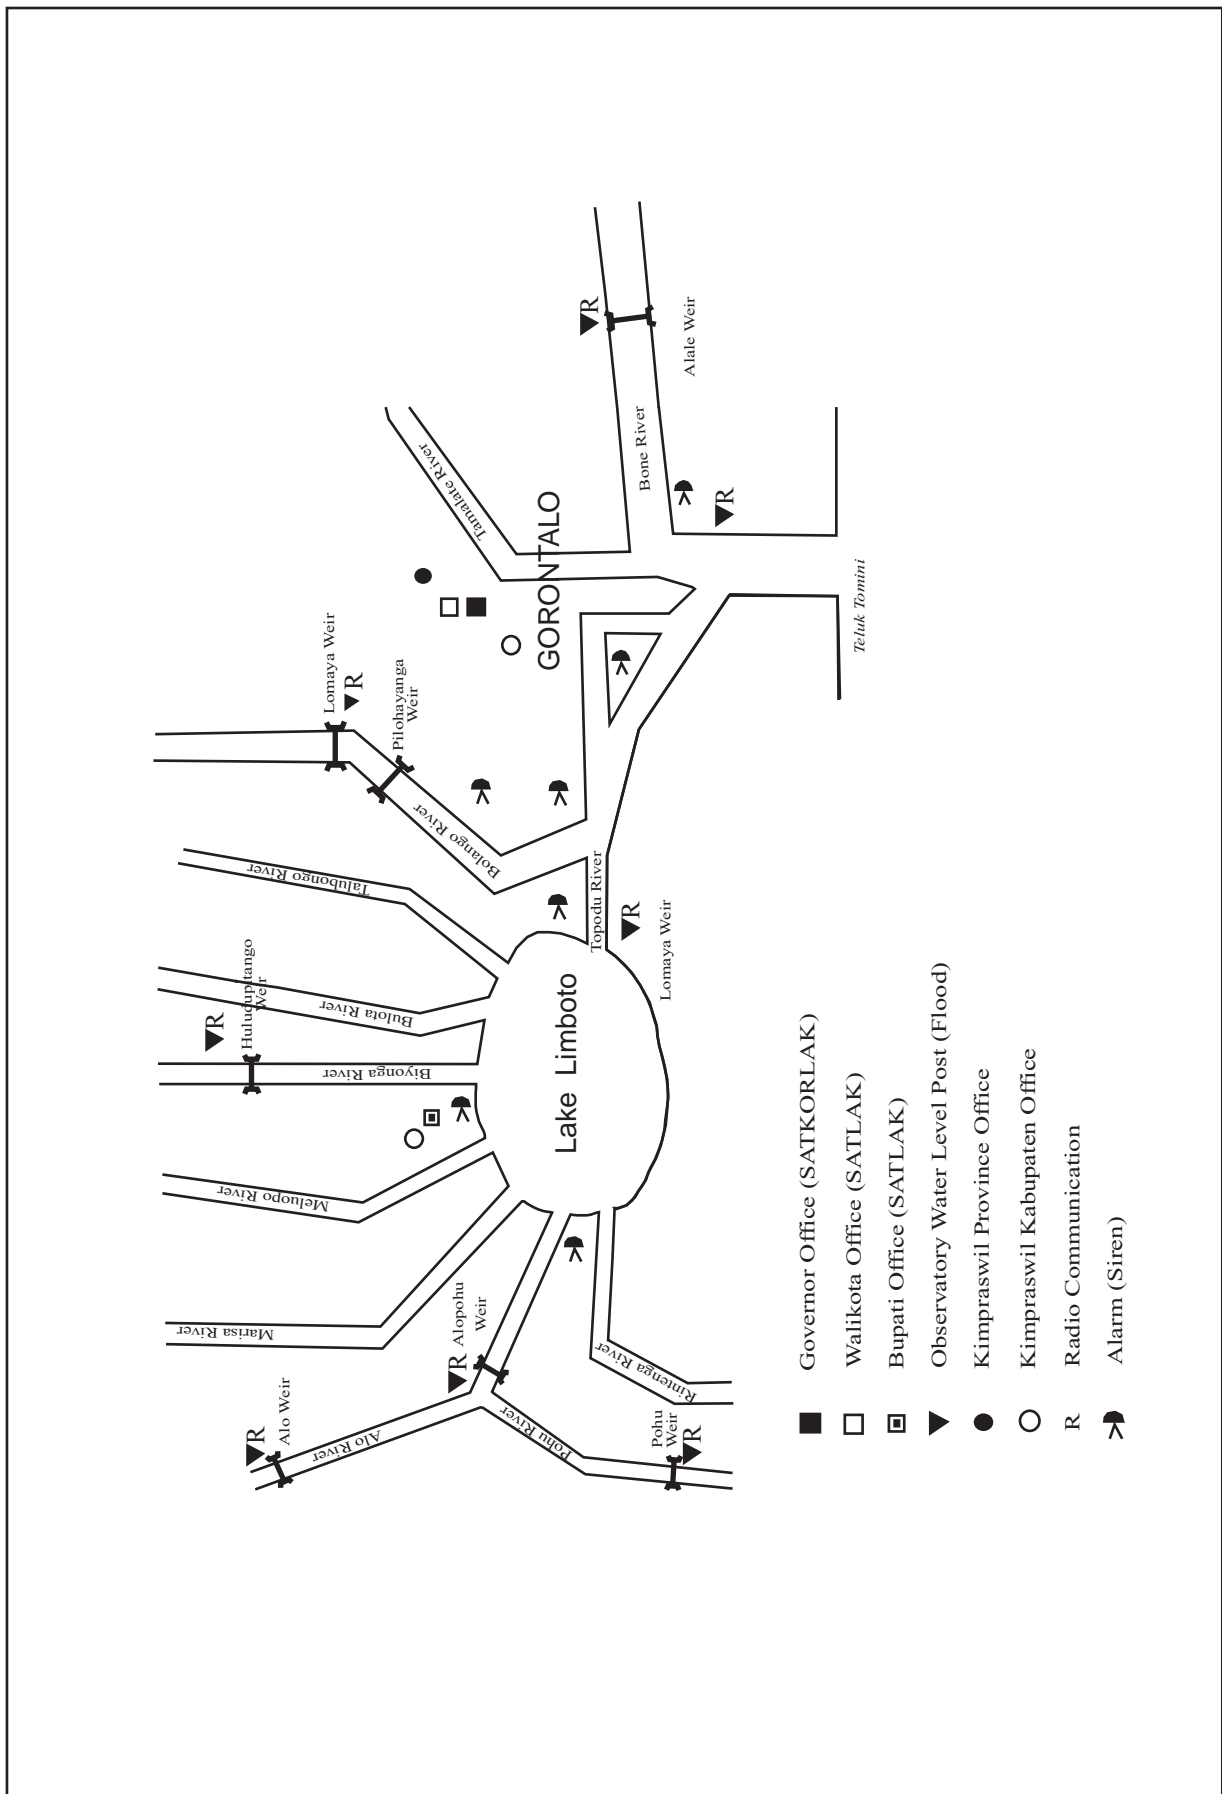 R
R
Alo Weir
Huludupitango
Weir
Marisa River
Meluopo River
Talubongo River
Lomaya Weir
R
Alo River
Biyonga River
Bulota River
Pilohayanga
Weir
R
Alopohu
Weir
Bolango River
Tamalate River
Pohu River
Lake Limboto
GORONTALO
R
Topodu River
Rintenga River
R
Bone River
Pohu
Weir
R
Lomaya Weir
Alale Weir
R
Teluk Tomini
Governor Office (SATKORLAK)
Walikota Office (SATLAK)
Bupati Office (SATLAK)
Observatory Water Level Post (Flood)
Kimpraswil Province Office
Kimpraswil Kabupaten Office
R Radio Communication
Alarm (Siren)